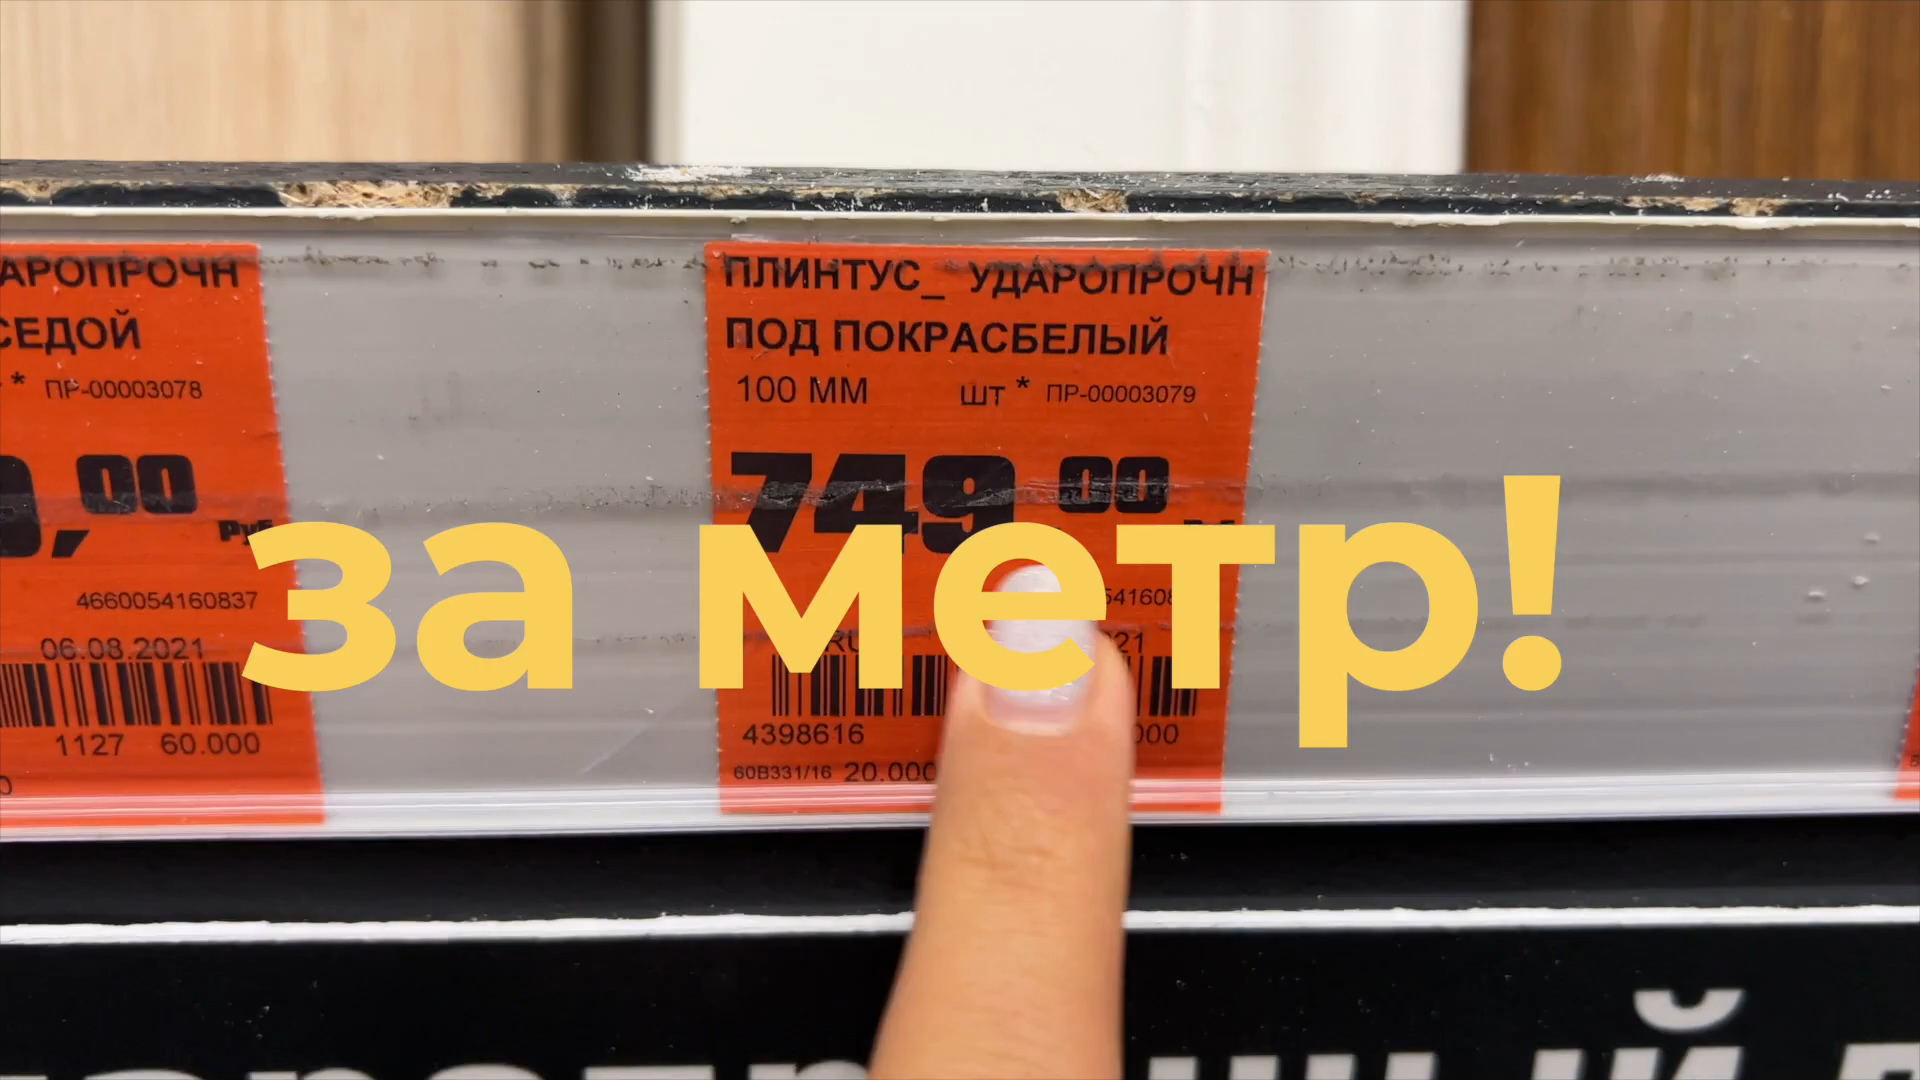 АРОПРОЧН
СЕДОЙ
* ПР-00003078
,00
4660054160837
06.08.2021
1127 60.000
ПЛИНТУС_ УДАРОПРОЧН
ПОД ПОКРАСБЕЛЫЙ
100 ММ ШТ * ПР-00003079
749 00
4398616
60В331/16 20.000
за метр!